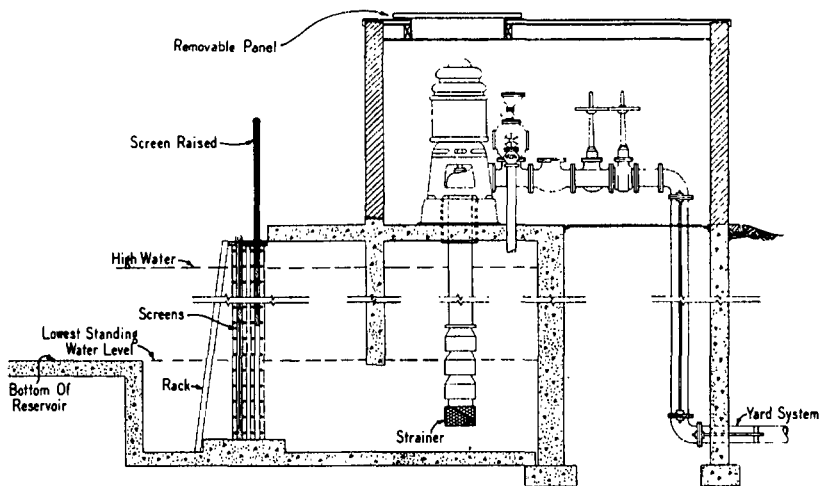 Removable Panel
Screen Raised
High Water
Screens
Lowest Standing
Water Level
Bottom Of
Reservoir
Rack
Strainer
Yard System